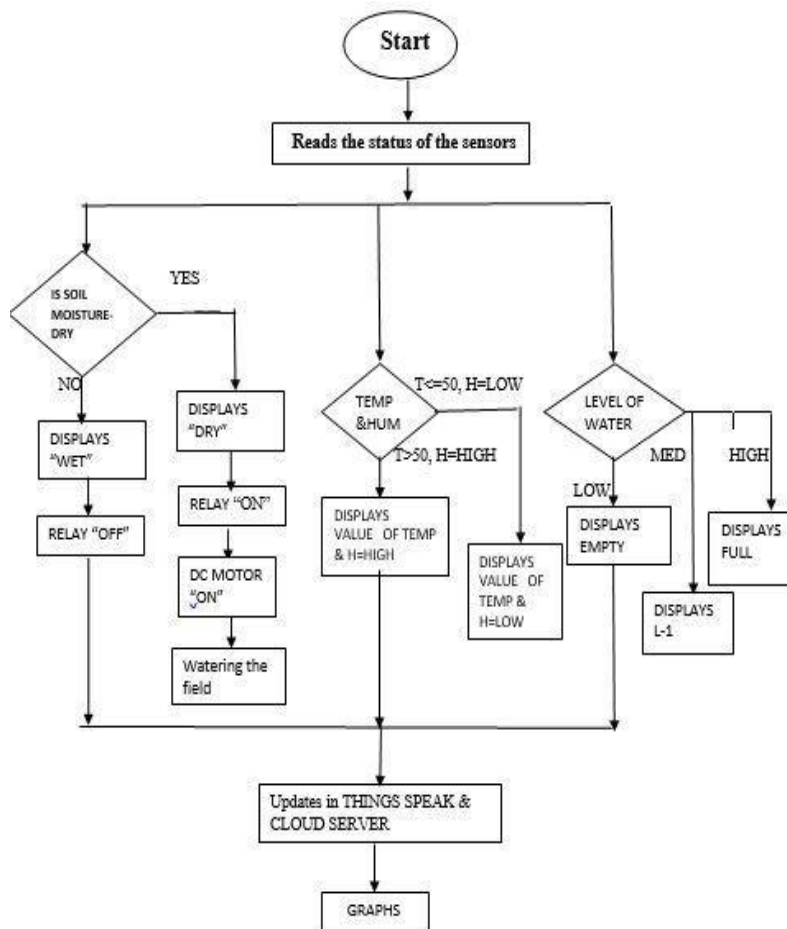 Start
Reads the status of the sensors
IS SOIL
MOISTURE-
DRY
YES
NO
DISPLAYS
“WET”
RELAY “OFF”
DISPLAYS
“DRY”
RELAY “ON”
DC MOTOR
“ON”
Watering the
field
TEMP
&HUM
T<=50, H=LOW
T>50, H=HIGH
DISPLAYS
VALUE OF TEMP
& H=HIGH
DISPLAYS
VALUE OF
TEMP &
H=LOW
LEVEL OF
WATER
LOW
MED
HIGH
DISPLAYS
EMPTY
DISPLAYS
L-1
DISPLAYS
FULL
Updates in THINGS SPEAK &
CLOUD SERVER
GRAPHS